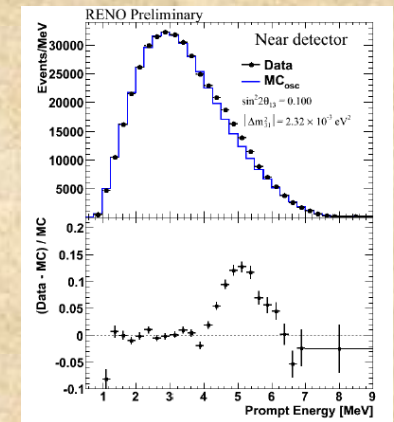 RENO Preliminary
Near detector
Data
MC_osc
sin²2θ₁₃ = 0.100
|Δm²₃₁| = 2.32 × 10⁻³ eV²
Events/MeV
30000
25000
20000
15000
10000
5000
(Data - MC) / MC
0.2
0.15
0.1
0.05
0
-0.05
-0.1
1 2 3 4 5 6 7 8 9
Prompt Energy [MeV]